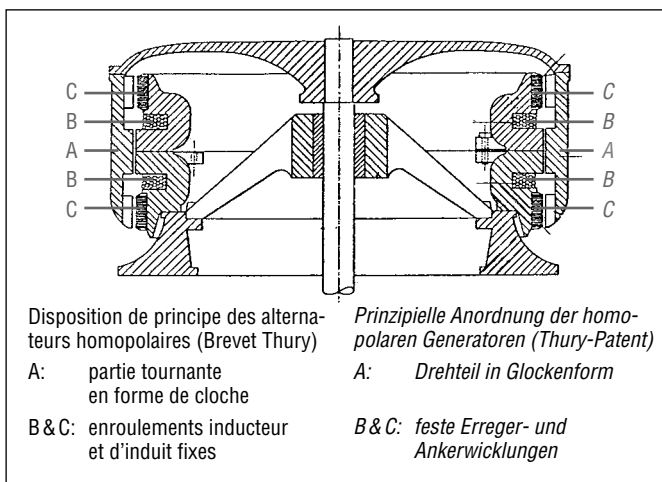 C
B
A
B
C
C
B
A
B
C
Disposition de principe des alterna-
teurs homopolaires (Brevet Thury)
A: partie tournante
en forme de cloche
B & C: enroulements inducteur
et d'induit fixes
Prinzipielle Anordnung der homo-
polaren Generatoren (Thury-Patent)
A: Drehteil in Glockenform
B & C: feste Erreger- und
Ankerwicklungen